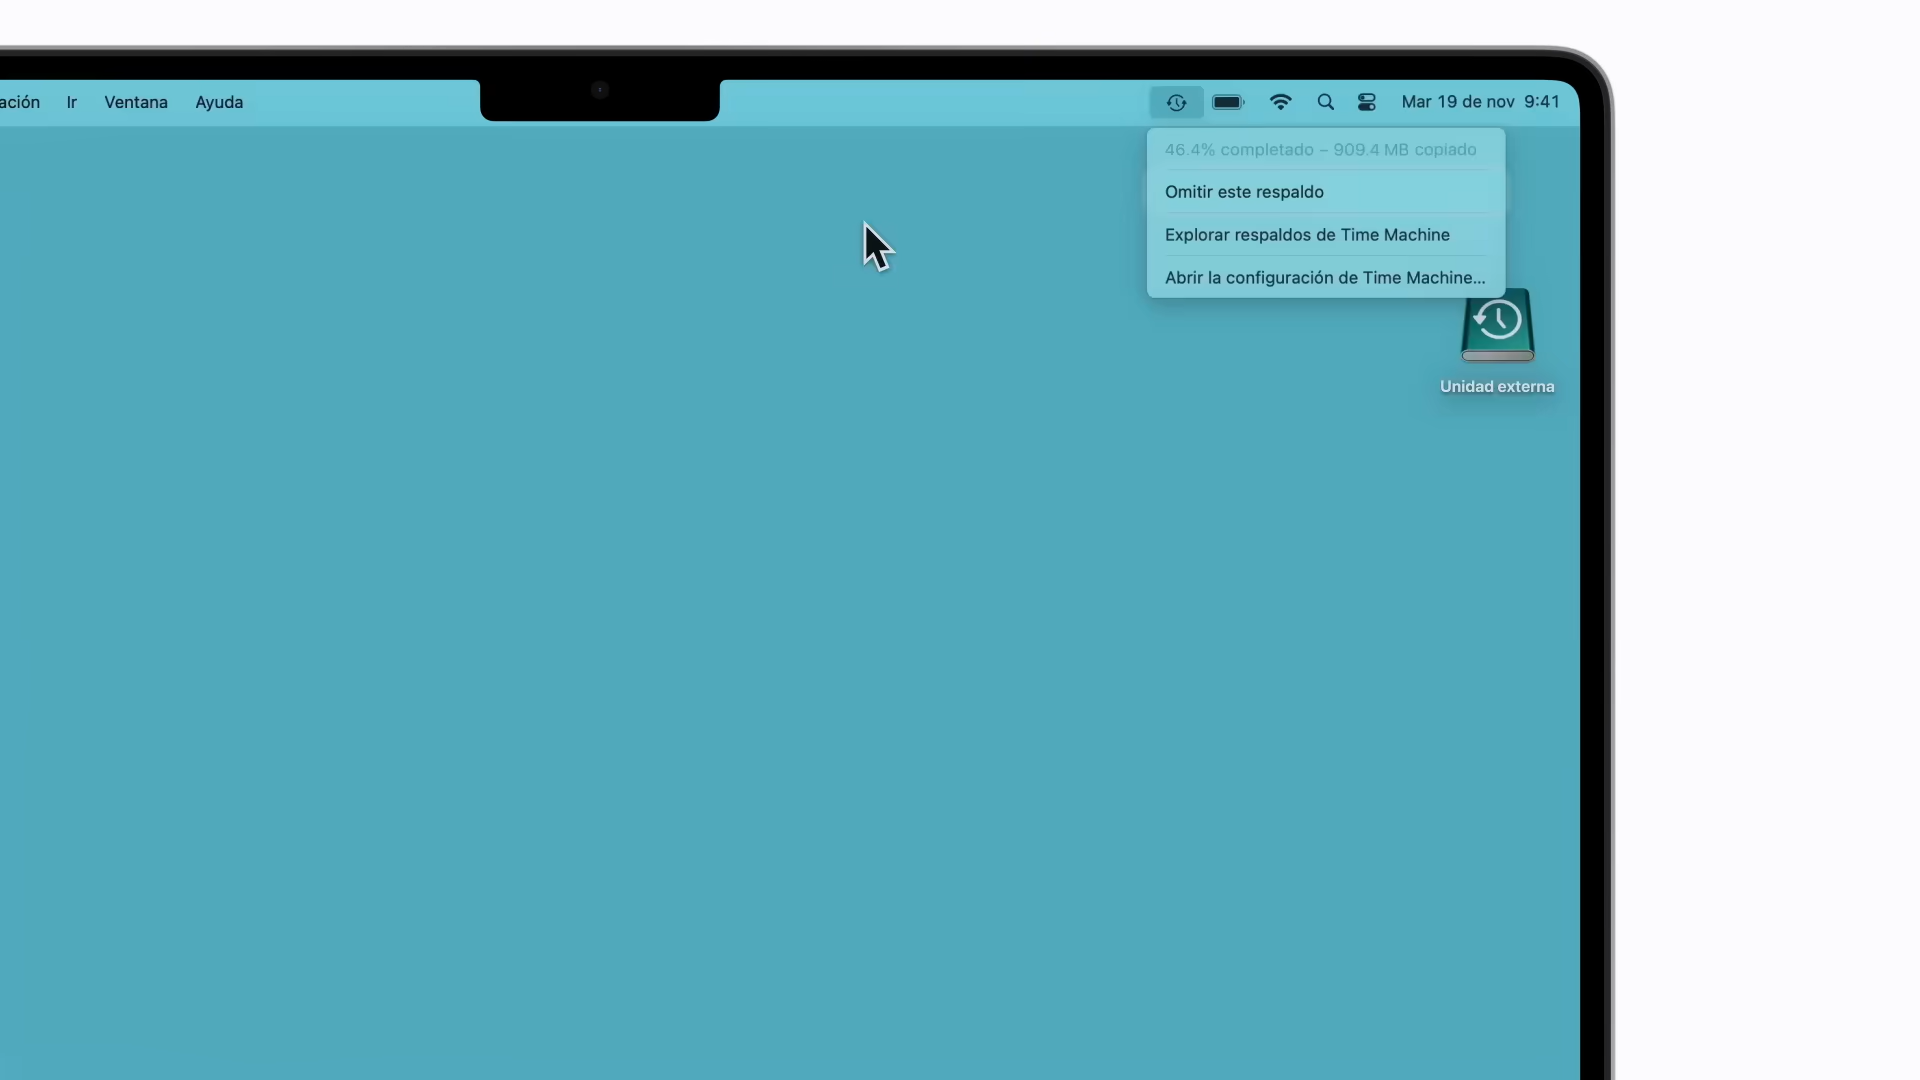 ación Ir Ventana Ayuda Mar 19 de nov 9:41
46.4% completado – 909.4 MB copiado
Omitir este respaldo
Explorar respaldos de Time Machine
Abrir la configuración de Time Machine...
Unidad externa